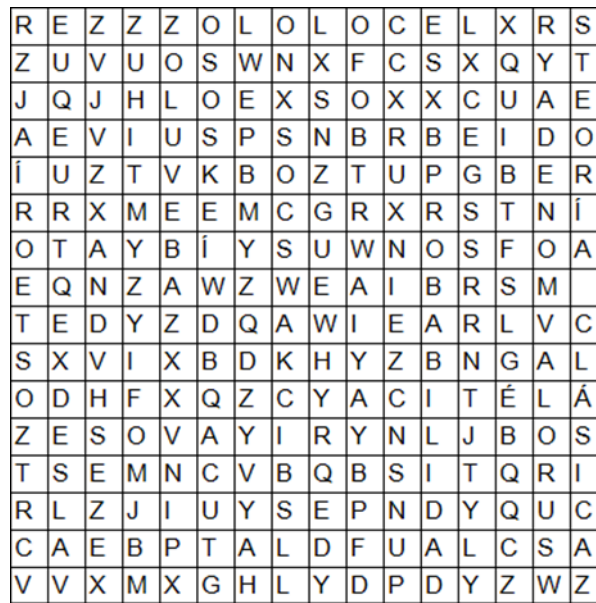 R E Z Z Z O L O L O C E L X R S
Z U V U O S W N X F C S X Q Y T
J Q J H L O E X S O X X C U A E
A E V I U S P S N B R B E I D O
Í U Z T V K B O Z T U P G B E R
R R X M E E M C G R X R S T N Í
O T A Y B Í Y S U W N O S F O A
E Q N Z A W Z W E A I B R S M
T E D Y Z D Q A W I E A R L V C
S X V I X B D K H Y Z B N G A L
O D H F X Q Z C Y A C I T É L Á
Z E S O V A Y I R Y N L J B O S
T S E M N C V B Q B S I T Q R I
R L Z J I U Y S E P N D Y Q U C
C A E B P T A L D F U A L C S A
V V X M X G H L Y D P D Y Z W Z